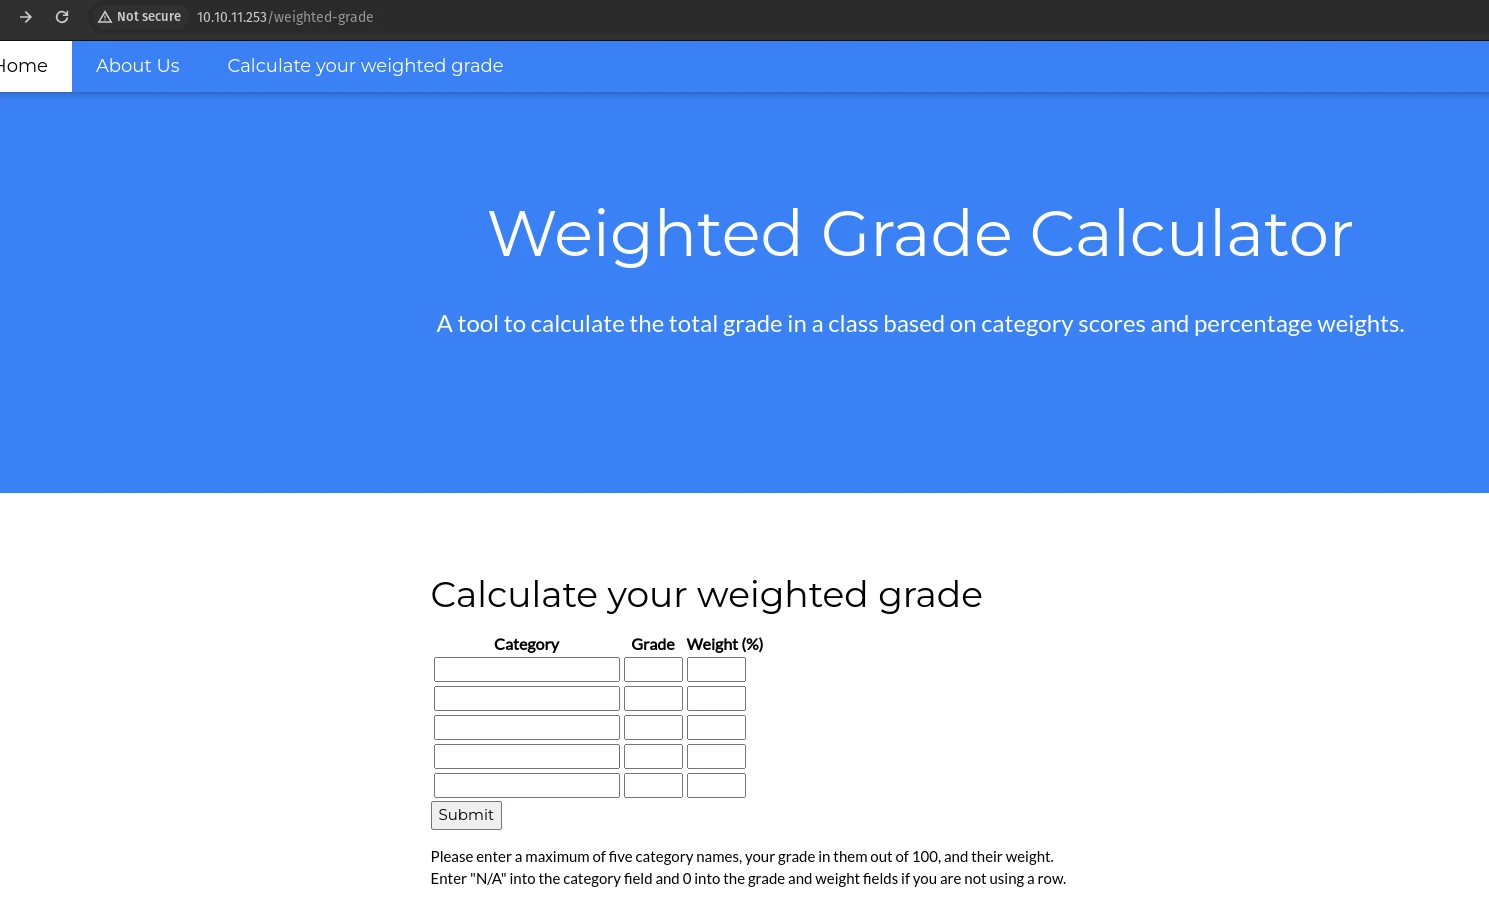 Not secure 10.10.11.253/weighted-grade
Home About Us Calculate your weighted grade
Weighted Grade Calculator
A tool to calculate the total grade in a class based on category scores and percentage weights.
Calculate your weighted grade
Category Grade Weight (%)
Submit
Please enter a maximum of five category names, your grade in them out of 100, and their weight.
Enter "N/A" into the category field and 0 into the grade and weight fields if you are not using a row.